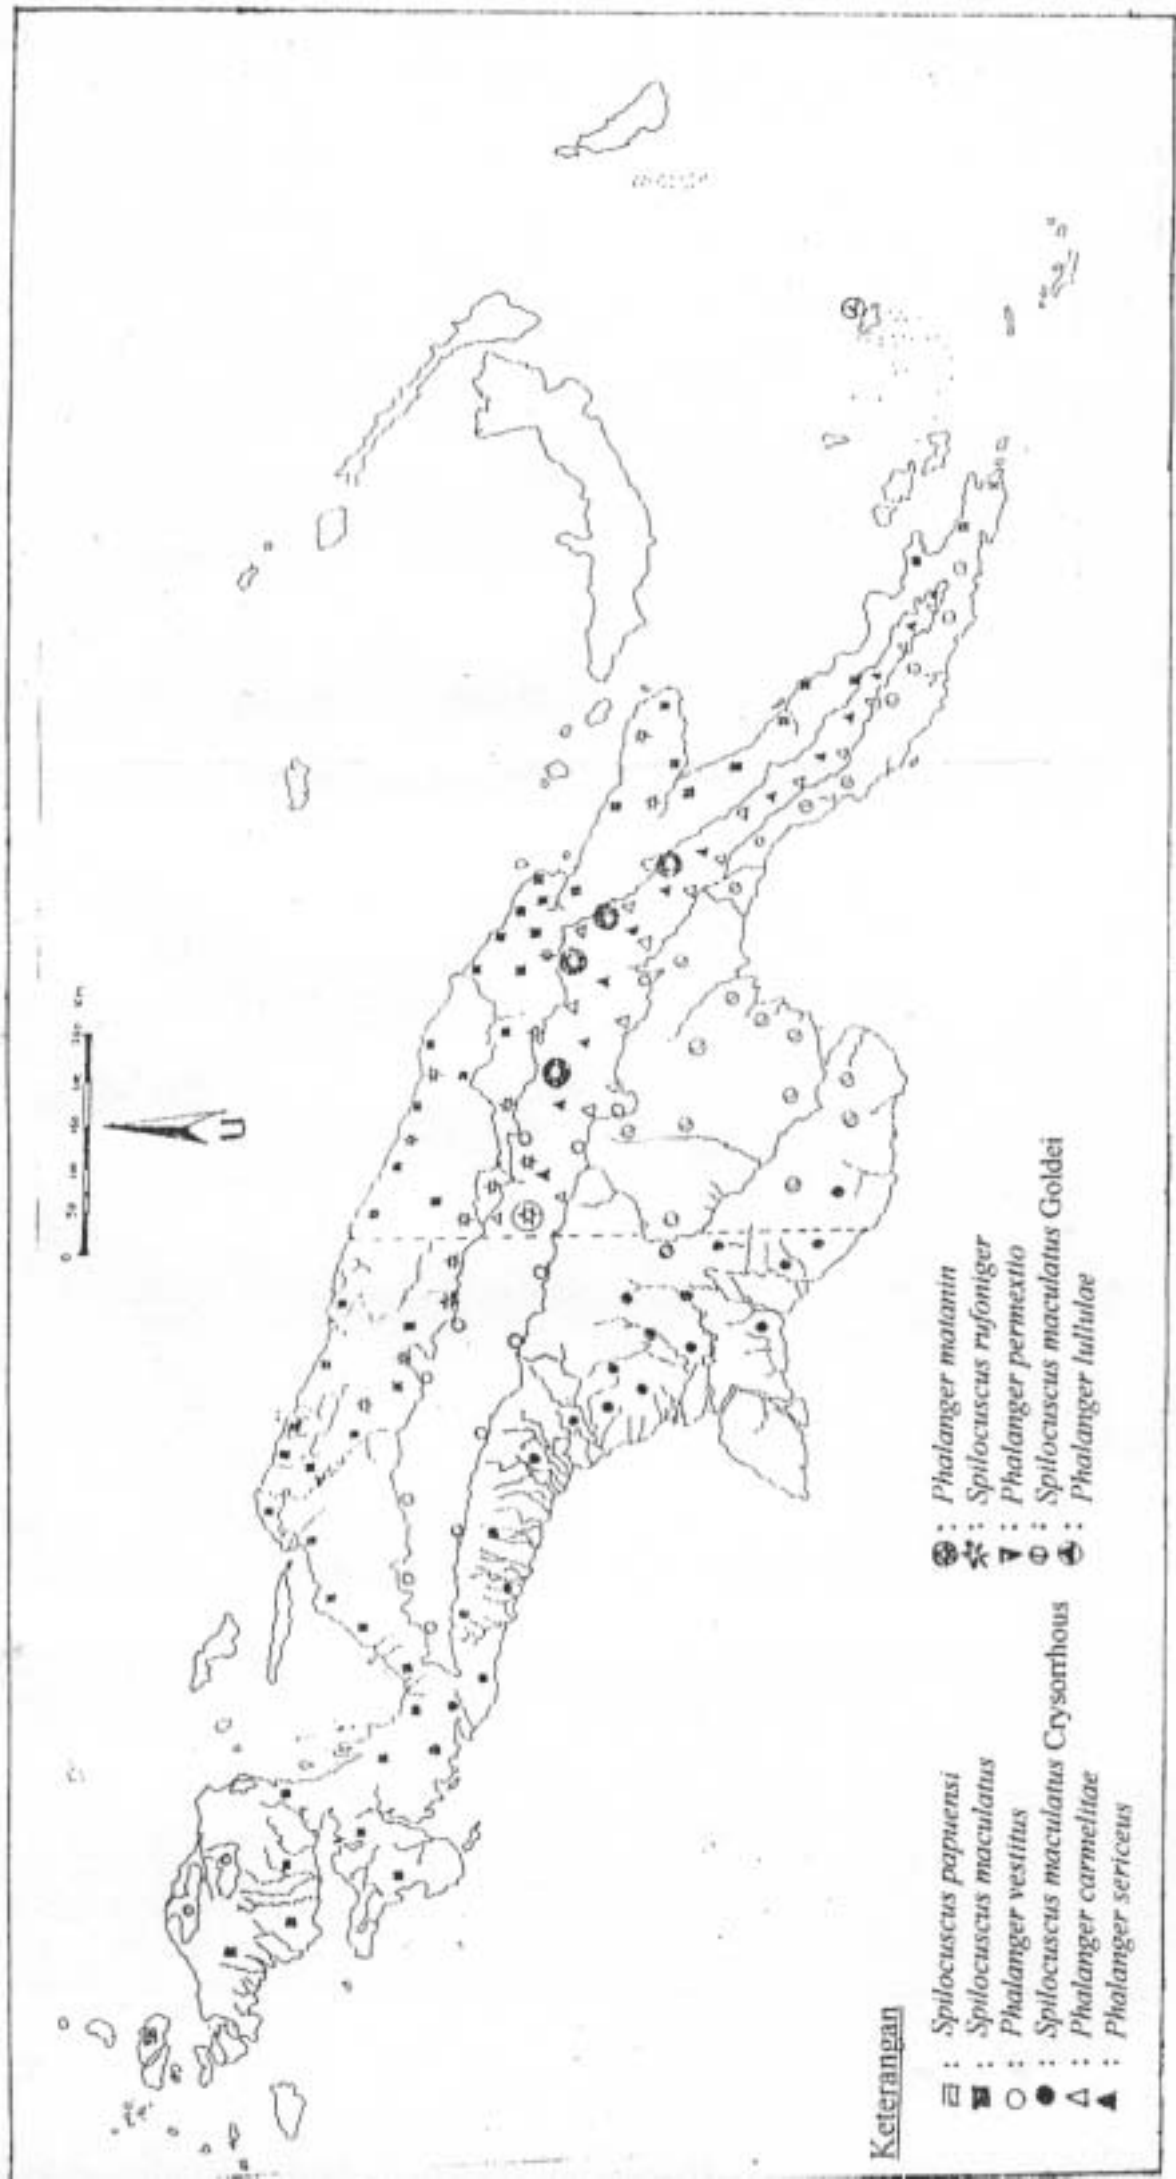 U
Keterangan
: Spilocuscus papuensi
: Spilocuscus maculatus
: Phalanger vestitus
: Spilocuscus maculatus Crysorrhous
: Phalanger carmelitae
: Phalanger sericeus
: Phalanger matanin
: Spilocuscus rufoniger
: Phalanger permextio
: Spilocuscus maculatus Goldei
: Phalanger lullulae